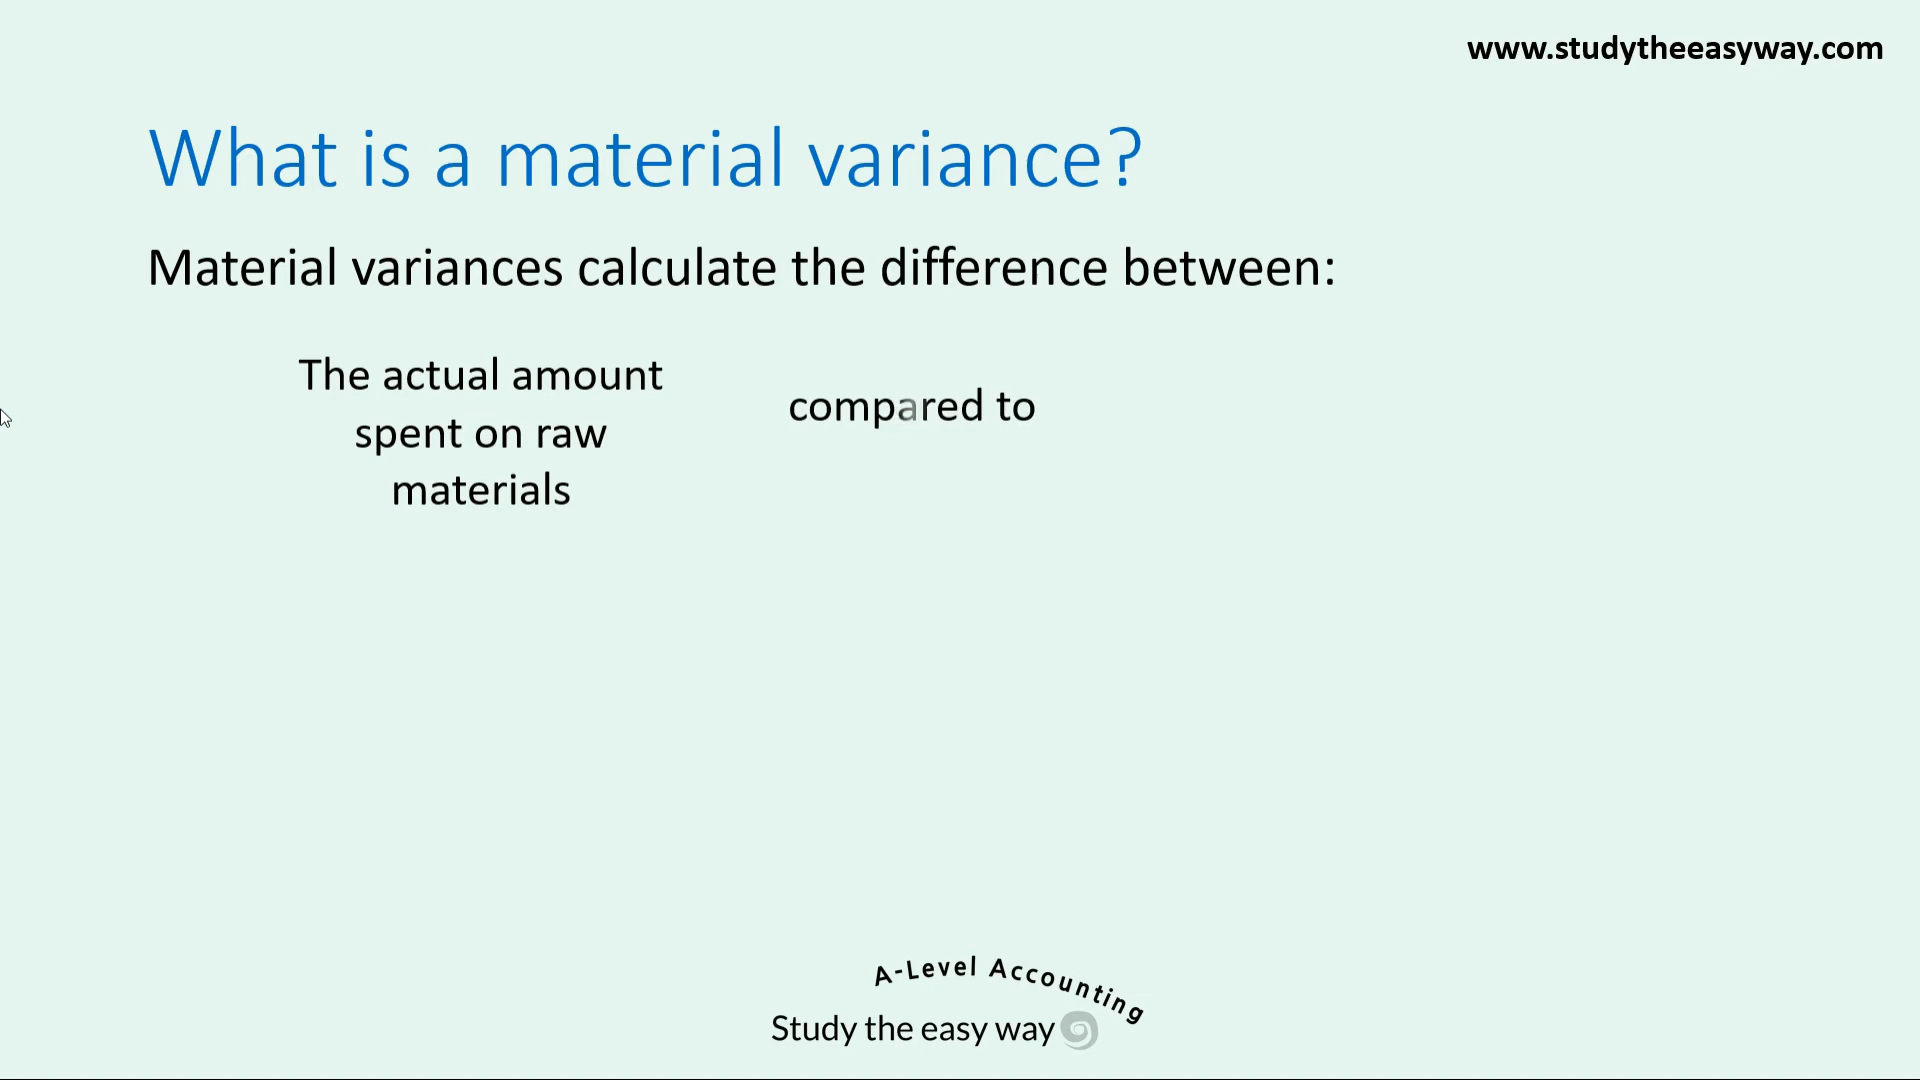 www.studytheeasyway.com
What is a material variance?
Material variances calculate the difference between:
The actual amount
spent on raw
materials
compared to
A-Level Accounting
Study the easy way